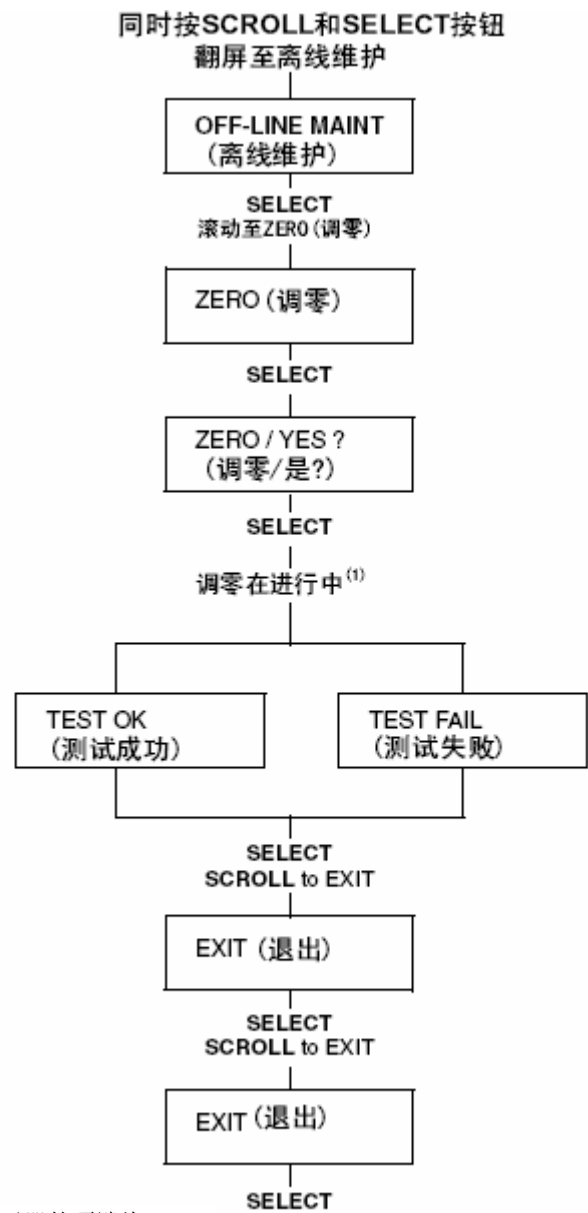 同时按SCROLL和SELECT按钮
翻屏至离线维护
OFF-LINE MAINT
(离线维护)
SELECT
滚动至ZERO(调零)
ZERO (调零)
SELECT
ZERO / YES ?
(调零/是?)
SELECT
调零在进行中(1)
TEST OK
(测试成功)
TEST FAIL
(测试失败)
SELECT
SCROLL to EXIT
EXIT (退出)
SELECT
SCROLL to EXIT
EXIT (退出)
SELECT